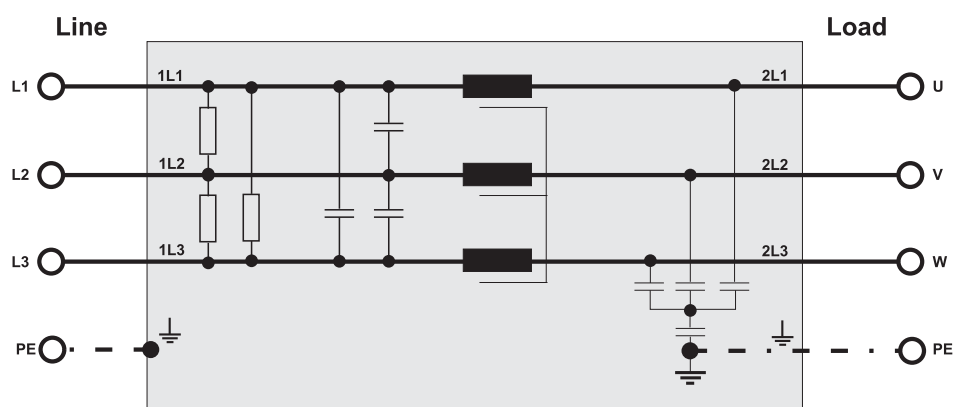 Line Load
L1 1L1 2L1 U
L2 1L2 2L2 V
L3 1L3 2L3 W
PE PE